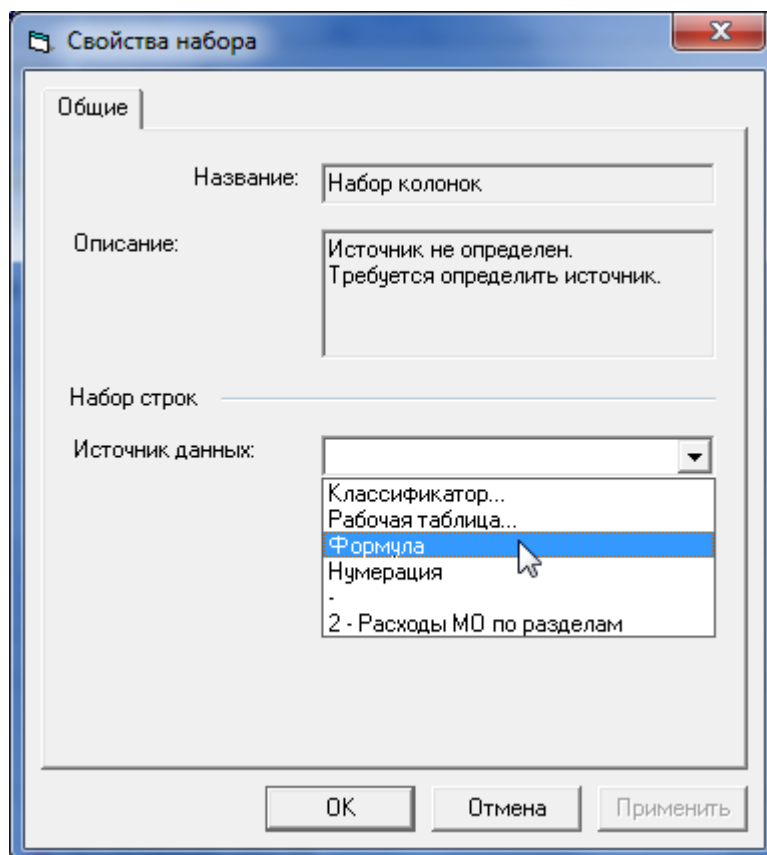 Свойства набора
Общие
Название: Набор колонок
Описание: Источник не определен.
Требуется определить источник.
Набор строк
Источник данных:
Классификатор...
Рабочая таблица...
Формула
Нумерация
-
2 - Расходы МО по разделам
OK Отмена Применить